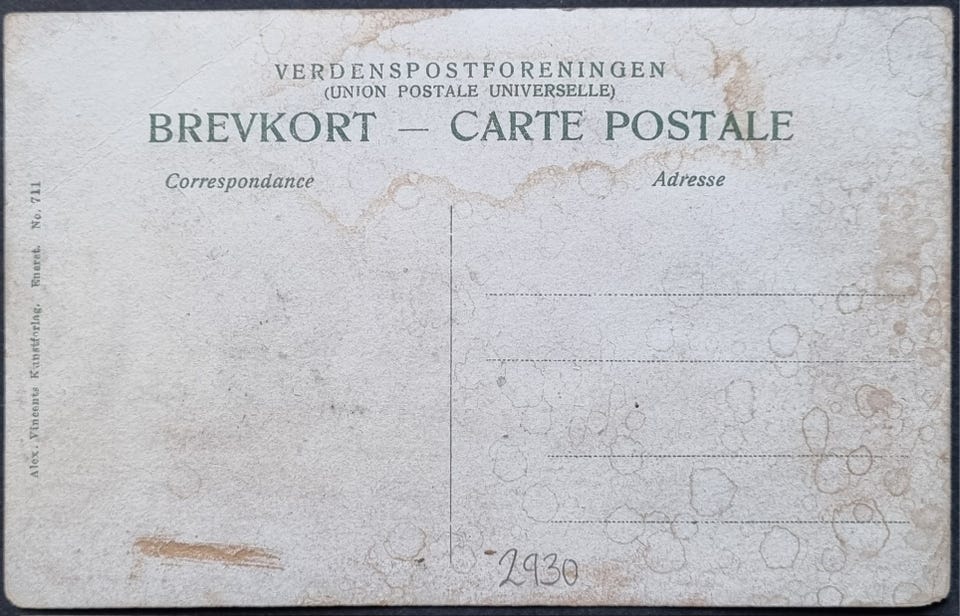 VERDENSPOSTFORENINGEN
(UNION POSTALE UNIVERSELLE)
BREVKORT — CARTE POSTALE
Correspondance
Adresse
Alex. Vincents Kunstforlag. Eneret. No. 711
2930